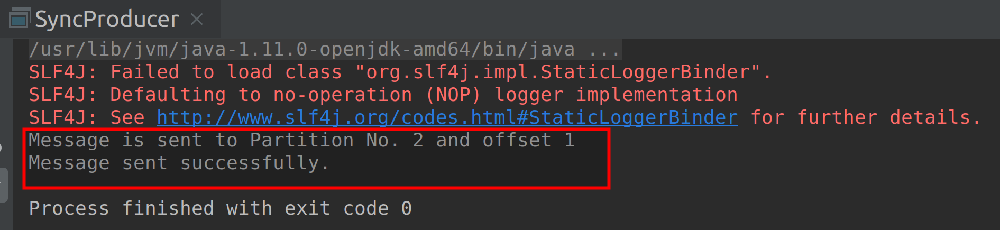 SyncProducer
/usr/lib/jvm/java-1.11.0-openjdk-amd64/bin/java ...
SLF4J: Failed to load class "org.slf4j.impl.StaticLoggerBinder".
SLF4J: Defaulting to no-operation (NOP) logger implementation
SLF4J: See http://www.slf4j.org/codes.html#StaticLoggerBinder for further details.
Message is sent to Partition No. 2 and offset 1
Message sent successfully.
Process finished with exit code 0